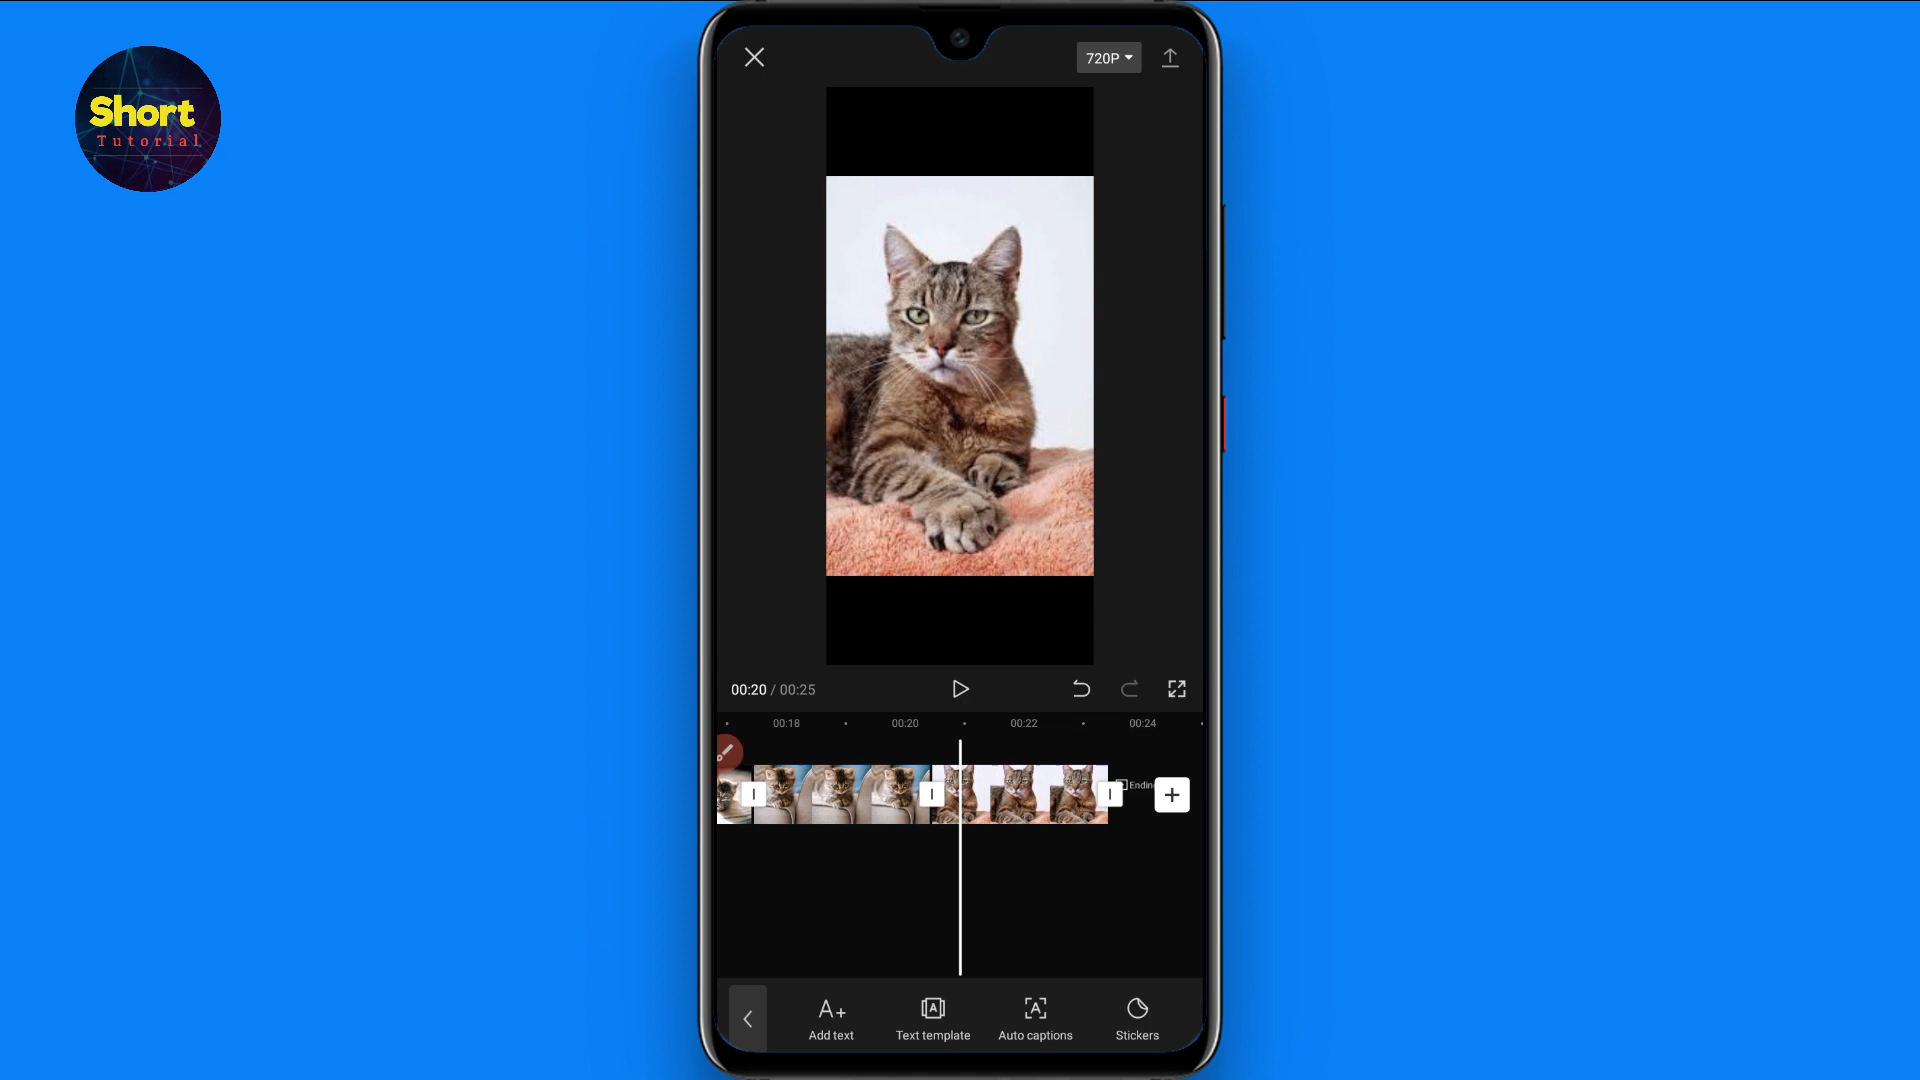 Short
Tutorial
720P
00:20 / 00:25
00:18
00:20
00:22
00:24
Ending
A+
A
A
Add text
Text template
Auto captions
Stickers